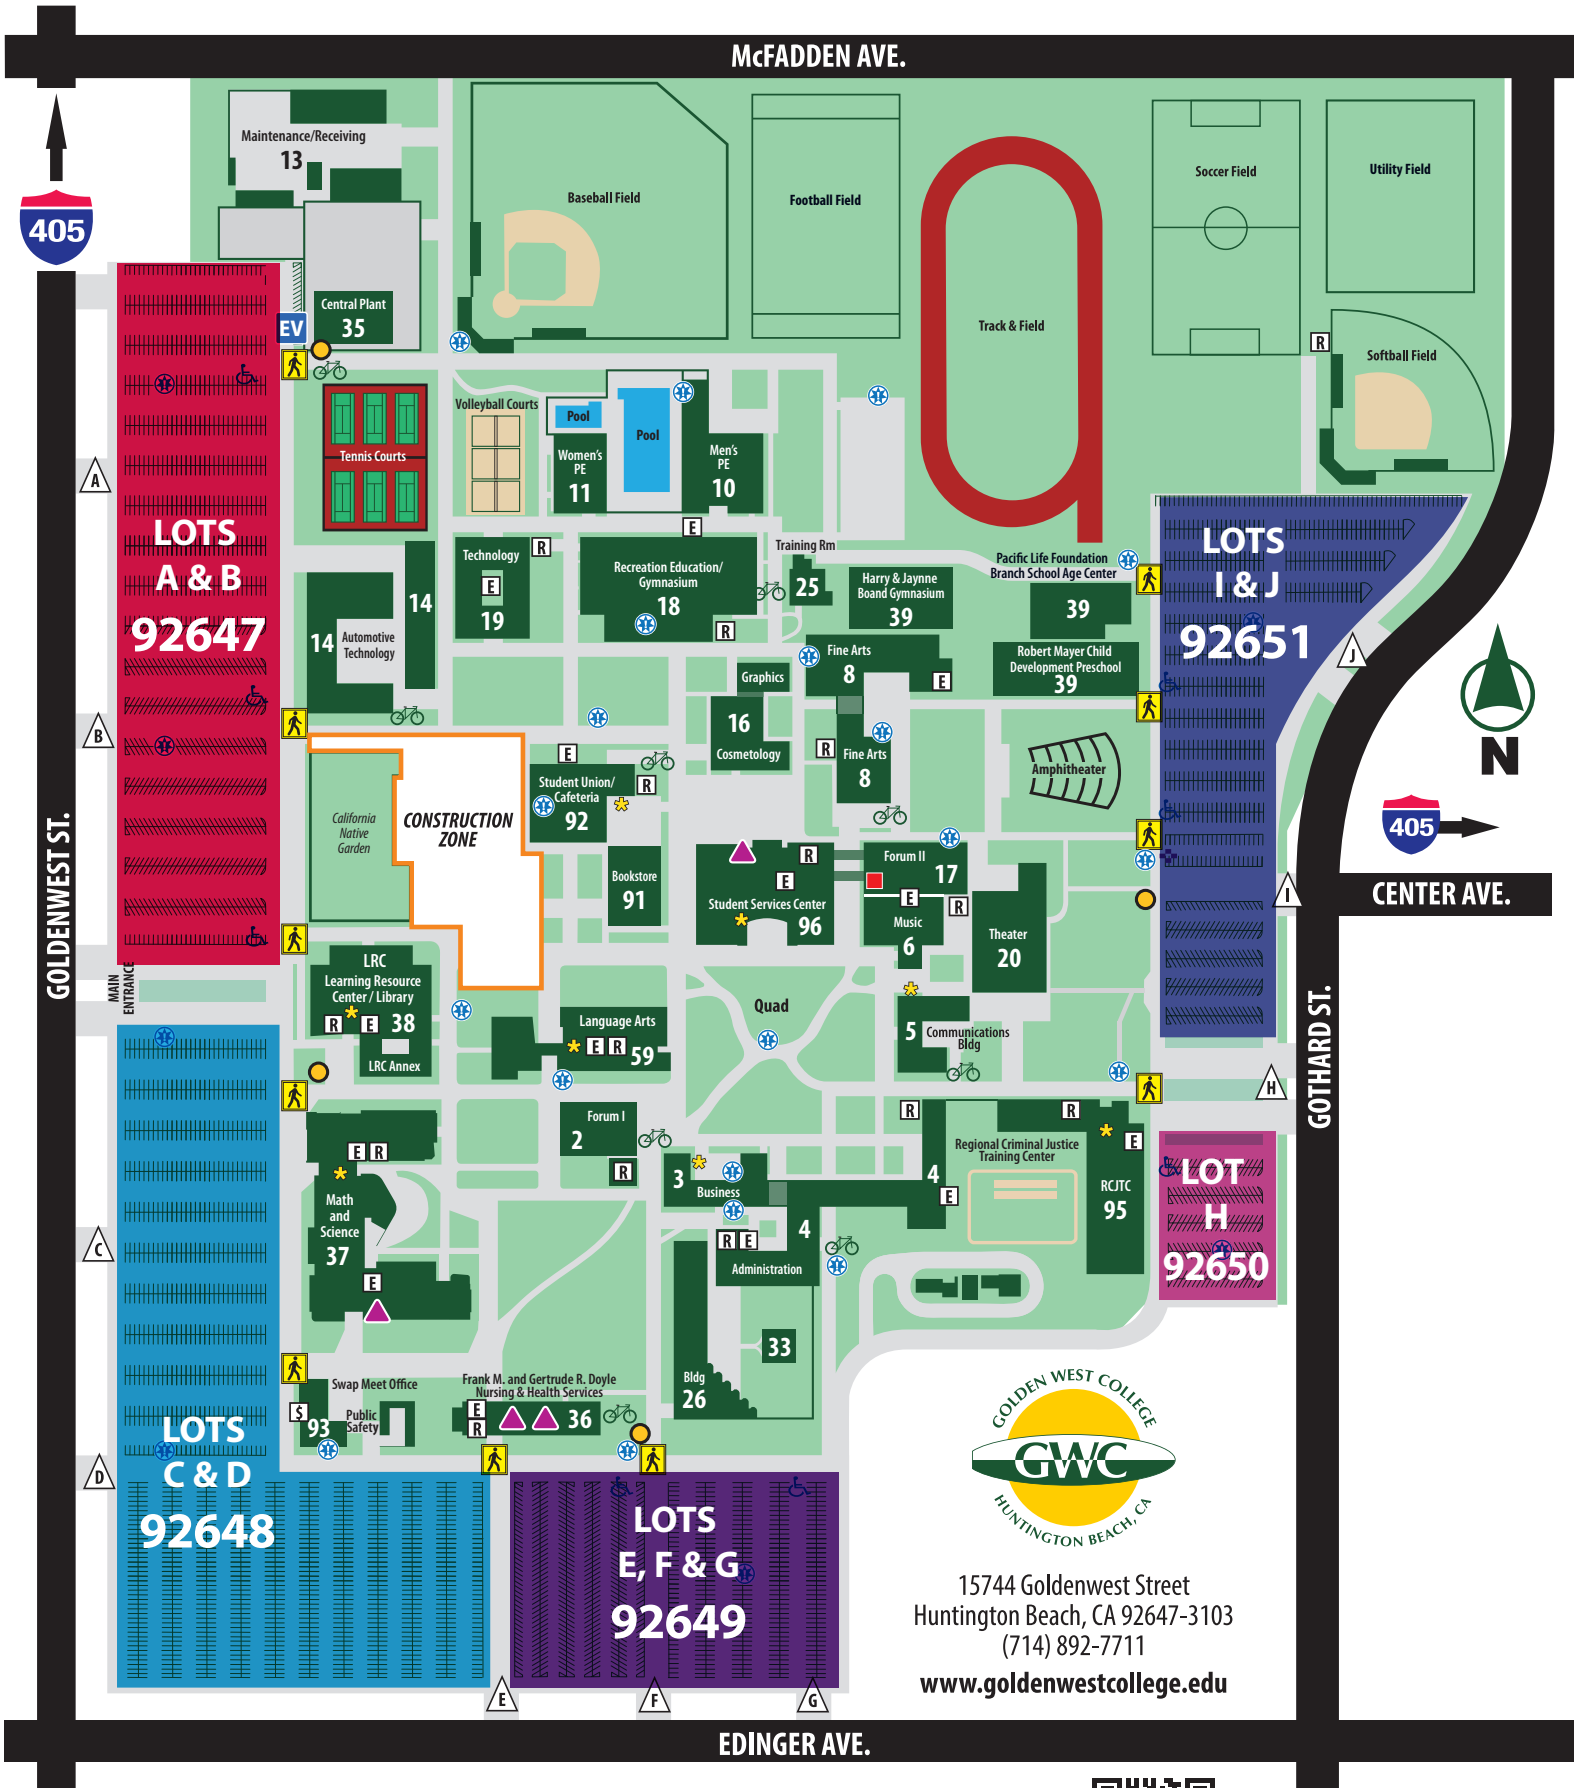 McFADDEN AVE.
Maintenance/Receiving
13
405
Baseball Field
Football Field
Soccer Field
Utility Field
Track & Field
R
Softball Field
Central Plant
35
EV
Volleyball Courts
Pool
Pool
Women's
PE
11
Men's
PE
10
Tennis Courts
A
LOTS
A & B
92647
E
Technology
E
19
R
Recreation Education/
Gymnasium
18
R
Training Rm
25
Harry & Jaynne
Board Gymnasium
39
Pacific Life Foundation
Branch School Age Center
39
Robert Mayer Child
Development Preschool
39
LOTS
I & J
92651
J
14
14
Automotive
Technology
Fine Arts
8
E
Graphics
16
Cosmetology
R
Fine Arts
8
Amphitheater
N
405
B
GOLDENWEST ST.
California
Native
Garden
CONSTRUCTION
ZONE
E
Student Union/
Cafeteria
92
R
Bookstore
91
R
E
Student Services Center
96
Forum II
17
E
R
Music
6
Theater
20
I
CENTER AVE.
MAIN
ENTRANCE
LRC
Learning Resource
Center / Library
R
E
38
LRC Annex
Language Arts
E
R
59
Quad
5
Communications
Bldg
GOTHARD ST.
H
Forum I
2
R
E
R
Math
and
Science
37
E
3
Business
R
E
4
Administration
R
4
E
R
Regional Criminal Justice
Training Center
E
RCJTC
95
LOT
H
92650
C
33
Bldg
26
Swap Meet Office
$
93
Public
Safety
Frank M. and Gertrude R. Doyle
Nursing & Health Services
E
R
36
D
LOTS
C & D
92648
LOTS
E, F & G
92649
GOLDEN WEST COLLEGE
GWC
HUNTINGTON BEACH, CA
15744 Goldenwest Street
Huntington Beach, CA 92647-3103
(714) 892-7711
www.goldenwestcollege.edu
E
F
G
EDINGER AVE.